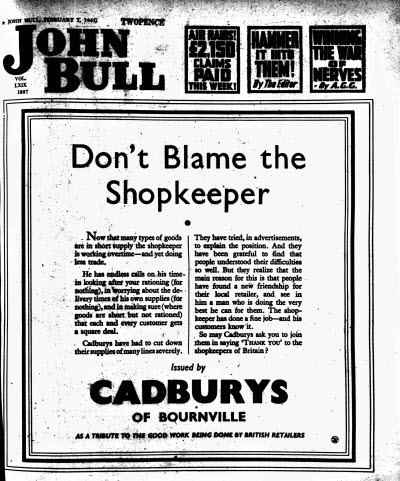 JOHN BULL, FEBRUARY 1941
TWOPENCE
JOHN
BULL
VOL.
LXIX
1807
AIR RAIDS!
£2,150
CLAIMS
PAID
THIS WEEK!
HAMMER
IT INTO
THEM!
By The Editor
WINNING
THE WAR
OF
NERVES
- By A.G.G.
Don't Blame the
Shopkeeper
Now that many types of goods
are in short supply the shopkeeper
is working overtime—and yet doing
less trade.
He has endless calls on his time-
in looking after your rationing (for
nothing), in worrying about the de-
livery times of his own supplies (for
nothing), and in making sure (where
goods are short but not rationed)
that each and every customer gets
a square deal.
Cadburys have had to cut down
their supplies of many lines severely.
They have tried, in advertisements,
to explain the position. And they
have been grateful to find that
people understood their difficulties
so well. But they realize that the
main reason for this is that people
have found a new friendship for
their local retailer, and see in
him a man who is doing the very
best he can for them. The shop-
keeper has done a fine job—and his
customers know it.
So may Cadburys ask you to join
them in saying 'THANK YOU' to the
shopkeepers of Britain?
Issued by
CADBURYS
OF BOURNVILLE
AS A TRIBUTE TO THE GOOD WORK BEING DONE BY BRITISH RETAILERS